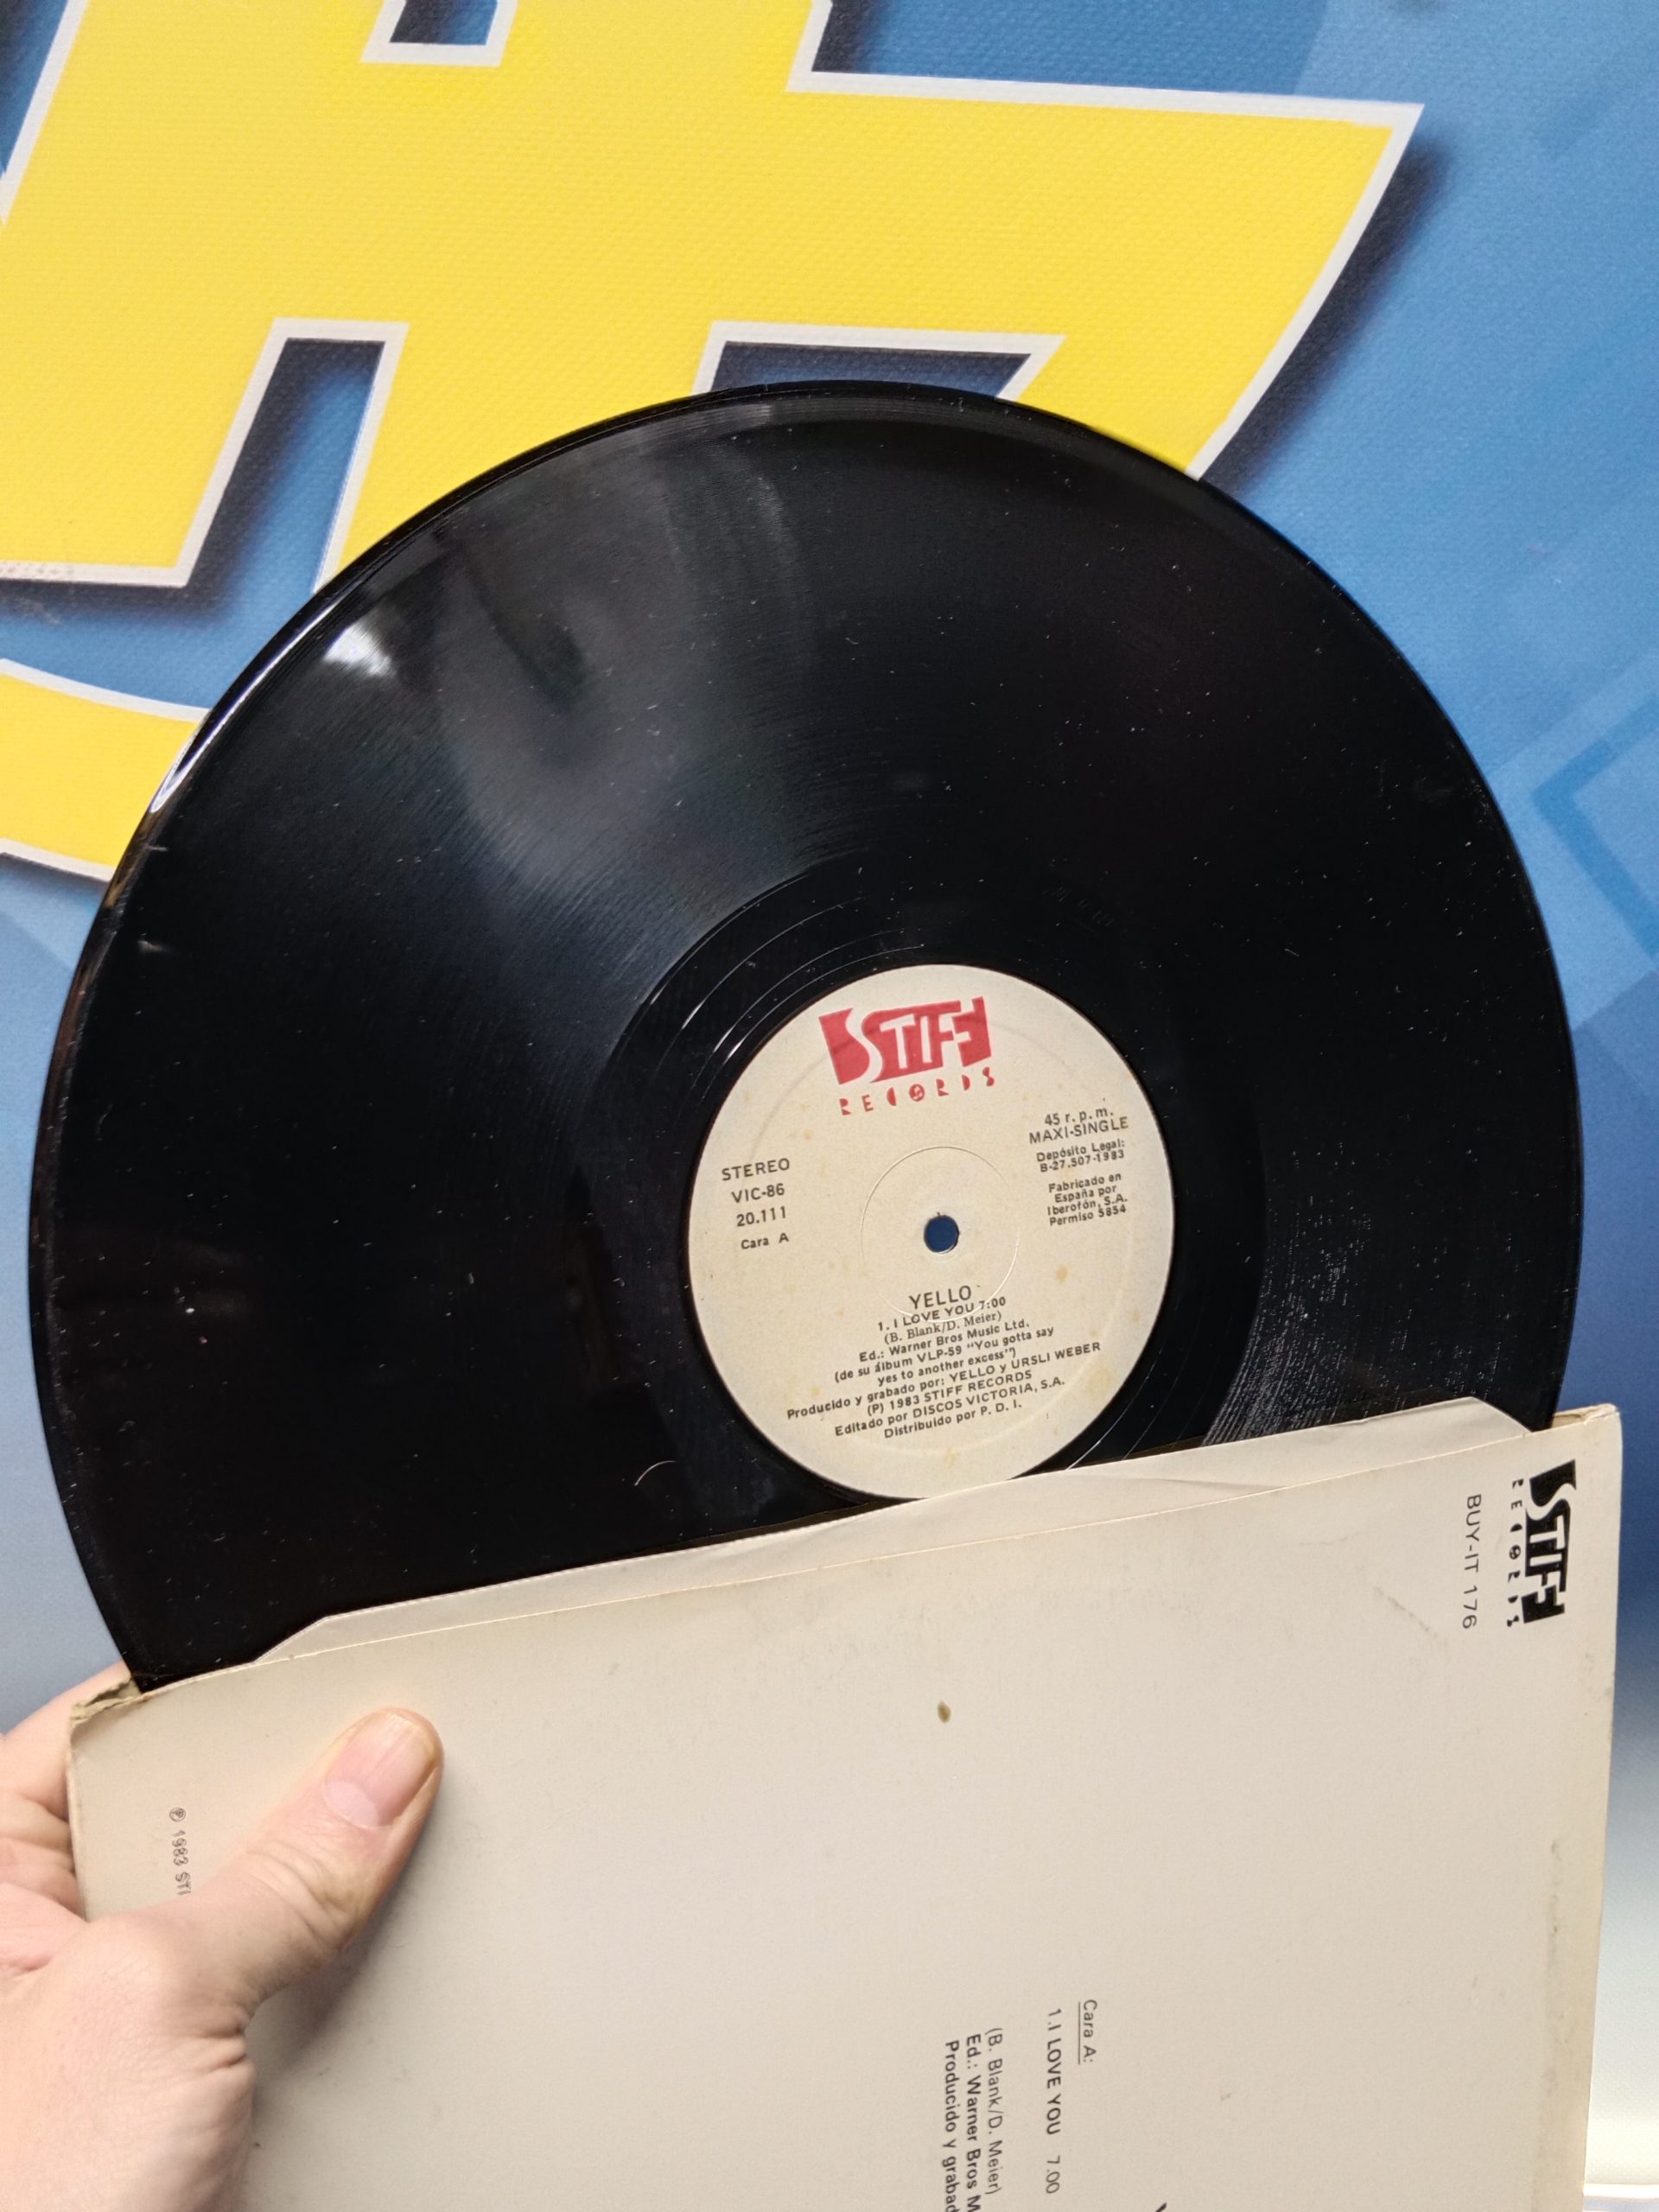 STIFF
RECORDS
45 r.p.m.
MAXI-SINGLE
Depósito Legal:
B-27.507-1983
Fabricado en
España por
Iberofón, S.A.
Permiso 5854
STEREO
VIC-86
20.111
Cara A
YELLO
1. I LOVE YOU 7:00
(B. Blank/D. Meier)
Ed.: Warner Bros Music Ltd.
(de su álbum VLP-59 "You gotta say
yes to another excess")
Producido y grabado por: YELLO y URSLI WEBER
(P) 1983 STIFF RECORDS
Editado por DISCOS VICTORIA, S.A.
Distribuido por P. D. I.
STIFF
RECORDS
BUY-IT 176
Cara A:
1.I LOVE YOU 7.00
(B. Blank/D. Meier)
Ed.: Warner Bros M
Producido y grabad
℗ 1983 STI